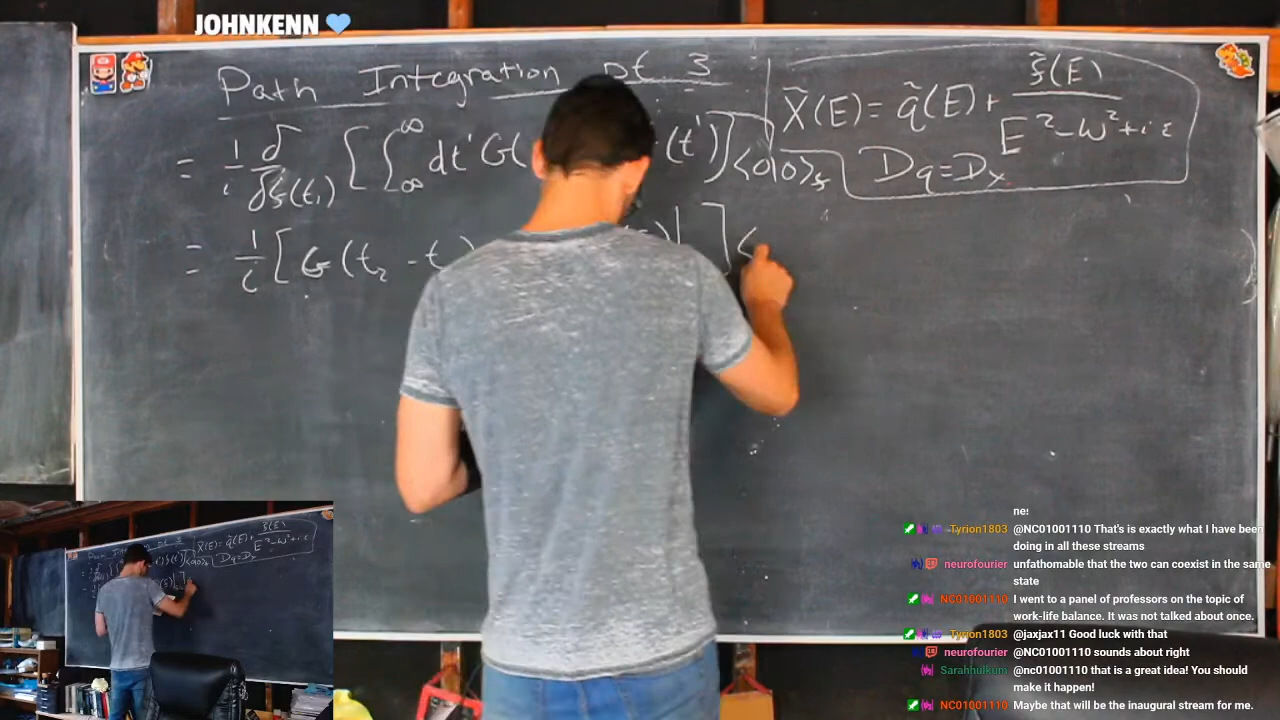 JOHNKENN 💙
Path Integration pt 3
= 1/i δ/δξ(t₁) [∫ ∞ ∞ dt' G( (t')] <0|0>ξ
= 1/i [G(t₂ - t ] <
x̃(E) = q̃(E) + ξ̃(E) / E² - ω² + iε
Dq = Dx
ne:
Tyrion1803 @NC01001110 That's is exactly what I have been
doing in all these streams
neurofourier unfathomable that the two can coexist in the same
state
NC01001110 I went to a panel of professors on the topic of
work-life balance. It was not talked about once.
Tyrion1803 @jaxjax11 Good luck with that
neurofourier @NC01001110 sounds about right
Sarahhulkum @nc01001110 that is a great idea! You should
make it happen!
NC01001110 Maybe that will be the inaugural stream for me.